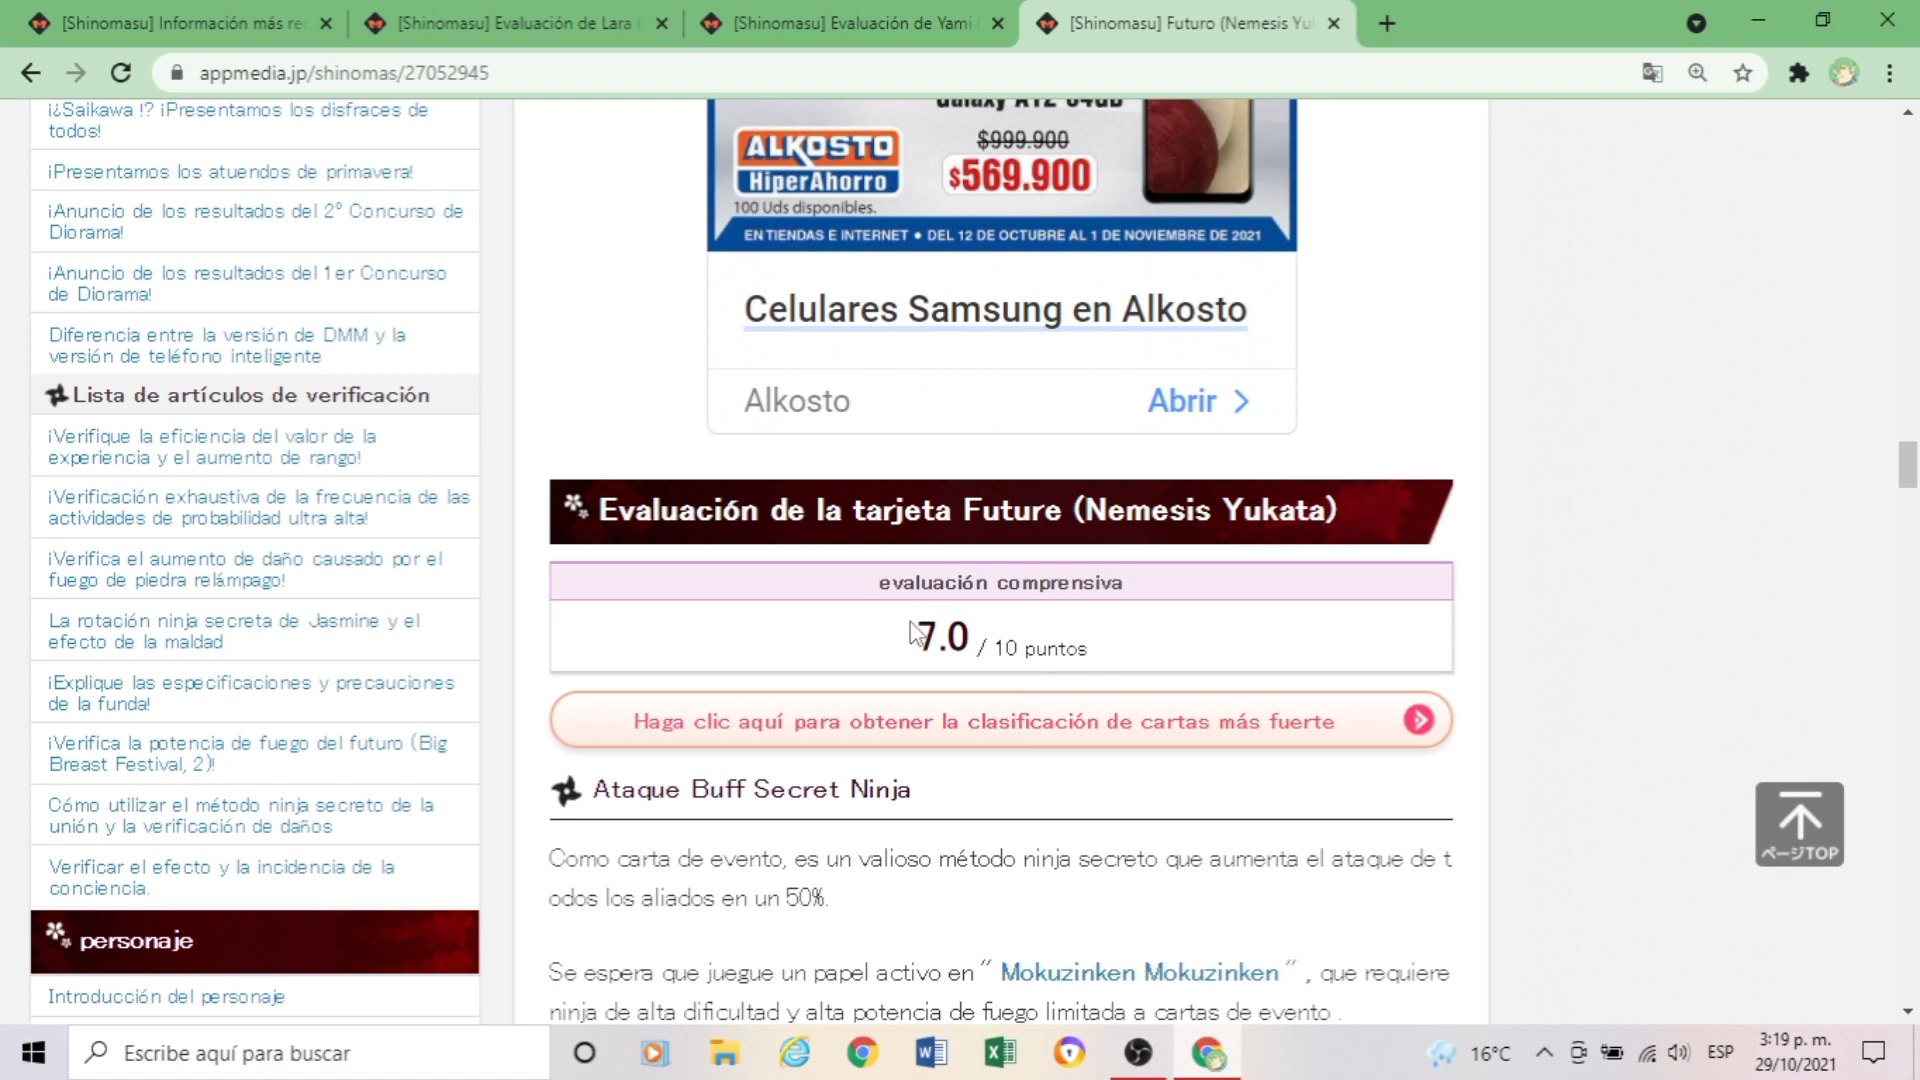 [Shinomasu] Información más re
[Shinomasu] Evaluación de Lara
[Shinomasu] Evaluación de Yami
[Shinomasu] Futuro (Nemesis Yu
appmedia.jp/shinomas/27052945
¡¿Saikawa !? ¡Presentamos los disfraces de
todos!
¡Presentamos los atuendos de primavera!
¡Anuncio de los resultados del 2º Concurso de
Diorama!
¡Anuncio de los resultados del 1er Concurso
de Diorama!
Diferencia entre la versión de DMM y la
versión de teléfono inteligente
Lista de artículos de verificación
¡Verifique la eficiencia del valor de la
experiencia y el aumento de rango!
¡Verificación exhaustiva de la frecuencia de las
actividades de probabilidad ultra alta!
¡Verifica el aumento de daño causado por el
fuego de piedra relámpago!
La rotación ninja secreta de Jasmine y el
efecto de la maldad
¡Explique las especificaciones y precauciones
de la funda!
¡Verifica la potencia de fuego del futuro (Big
Breast Festival, 2)!
Cómo utilizar el método ninja secreto de la
unión y la verificación de daños
Verificar el efecto y la incidencia de la
conciencia.
personaje
Introducción del personaje
Galaxy A12 64GB
$999.900
ALKOSTO
HiperAhorro
$569.900
100 Uds disponibles.
EN TIENDAS E INTERNET • DEL 12 DE OCTUBRE AL 1 DE NOVIEMBRE DE 2021
Celulares Samsung en Alkosto
Alkosto
Abrir
Evaluación de la tarjeta Future (Nemesis Yukata)
evaluación comprensiva
7.0 / 10 puntos
Haga clic aquí para obtener la clasificación de cartas más fuerte
Ataque Buff Secret Ninja
Como carta de evento, es un valioso método ninja secreto que aumenta el ataque de t
odos los aliados en un 50%.
Se espera que juegue un papel activo en " Mokuzinken Mokuzinken " , que requiere
ninja de alta dificultad y alta potencia de fuego limitada a cartas de evento .
ページTOP
Escribe aquí para buscar
16°C
ESP
3:19 p. m.
29/10/2021